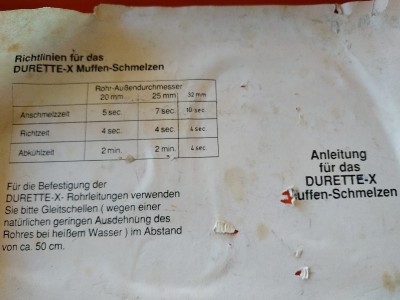 Richtlinien für das
DURETTE-X Muffen-Schmelzen
Rohr-Außendurchmesser
20 mm 25 mm 32 mm
Anschmelzzeit 5 sec. 7 sec. 10 sec.
Richtzeit 4 sec. 4 sec. 4 sec.
Abkühlzeit 2 min. 2 min. 4 sec.
Für die Befestigung der
DURETTE-X- Rohrleitungen verwenden
Sie bitte Gleitschellen ( wegen einer
natürlichen geringen Ausdehnung des
Rohres bei heißem Wasser ) im Abstand
von ca. 50 cm.
Anleitung
für das
DURETTE-X
Muffen-Schmelzen